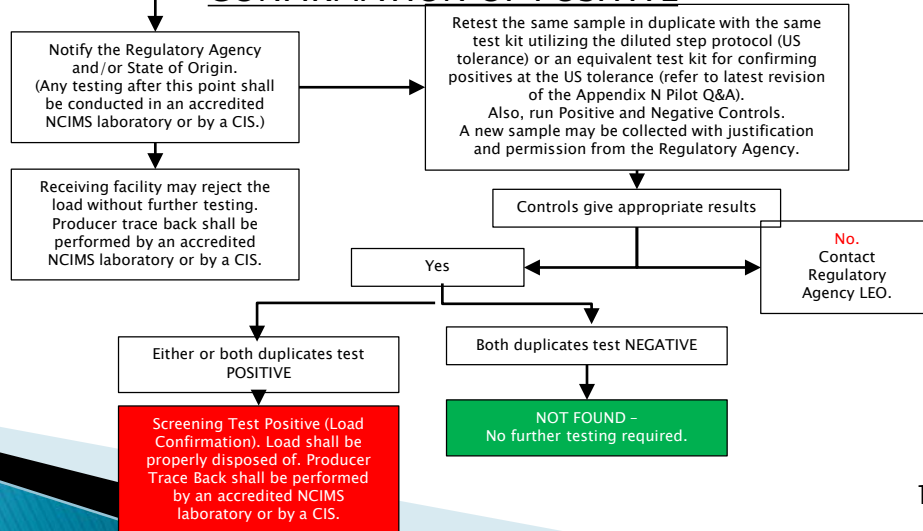 Notify the Regulatory Agency
and/or State of Origin.
(Any testing after this point shall
be conducted in an accredited
NCIMS laboratory or by a CIS.)
Retest the same sample in duplicate with the same
test kit utilizing the diluted step protocol (US
tolerance) or an equivalent test kit for confirming
positives at the US tolerance (refer to latest revision
of the Appendix N Pilot Q&A).
Also, run Positive and Negative Controls.
A new sample may be collected with justification
and permission from the Regulatory Agency.
Receiving facility may reject the
load without further testing.
Producer trace back shall be
performed by an accredited
NCIMS laboratory or by a CIS.
Controls give appropriate results
No.
Contact
Regulatory
Agency LEO.
Yes
Either or both duplicates test
POSITIVE
Both duplicates test NEGATIVE
Screening Test Positive (Load
Confirmation). Load shall be
properly disposed of. Producer
Trace Back shall be performed
by an accredited NCIMS
laboratory or by a CIS.
NOT FOUND –
No further testing required.